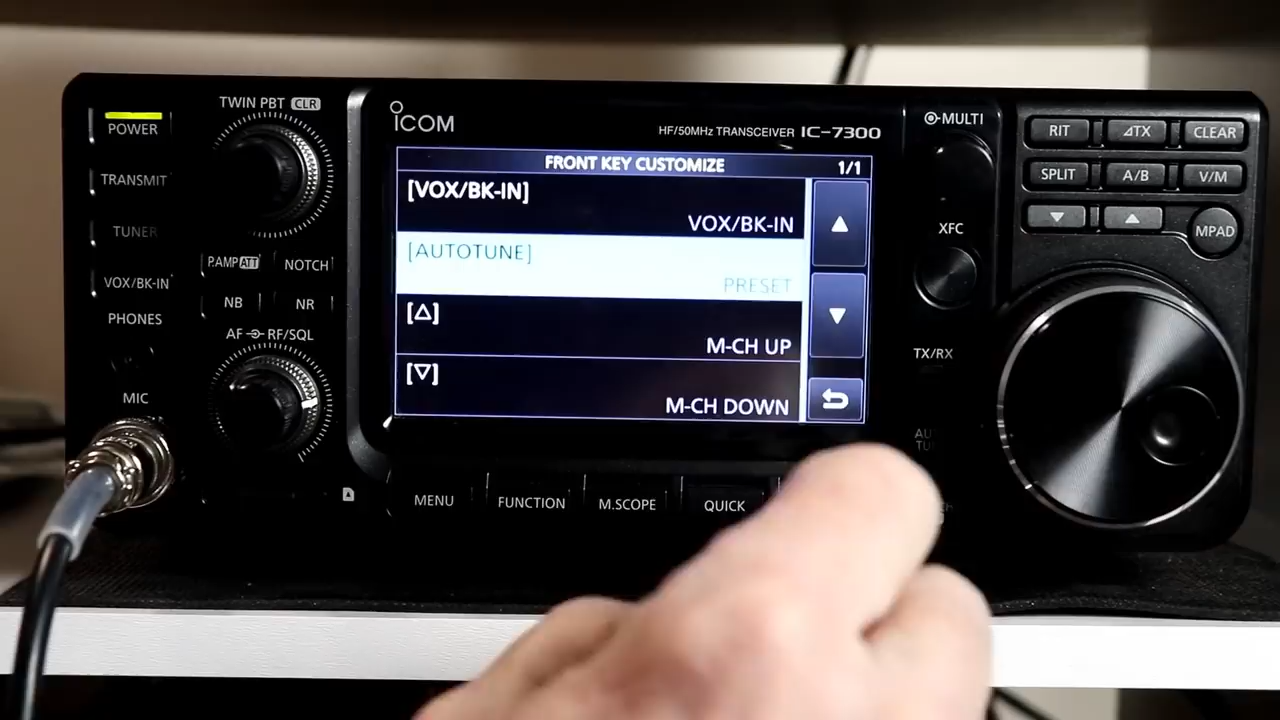 POWER
TRANSMIT
TUNER
VOX/BK-IN
PHONES
MIC
TWIN PBT CLR
P.AMP ATT
NOTCH
NB
NR
AF RF/SQL
ICOM
HF/50MHz TRANSCEIVER IC-7300
FRONT KEY CUSTOMIZE 1/1
[VOX/BK-IN]
VOX/BK-IN
[AUTOTUNE]
PRESET
[△]
M-CH UP
[▽]
M-CH DOWN
MENU
FUNCTION
M.SCOPE
QUICK
MULTI
XFC
TX/RX
RIT
⊿TX
CLEAR
SPLIT
A/B
V/M
MPAD